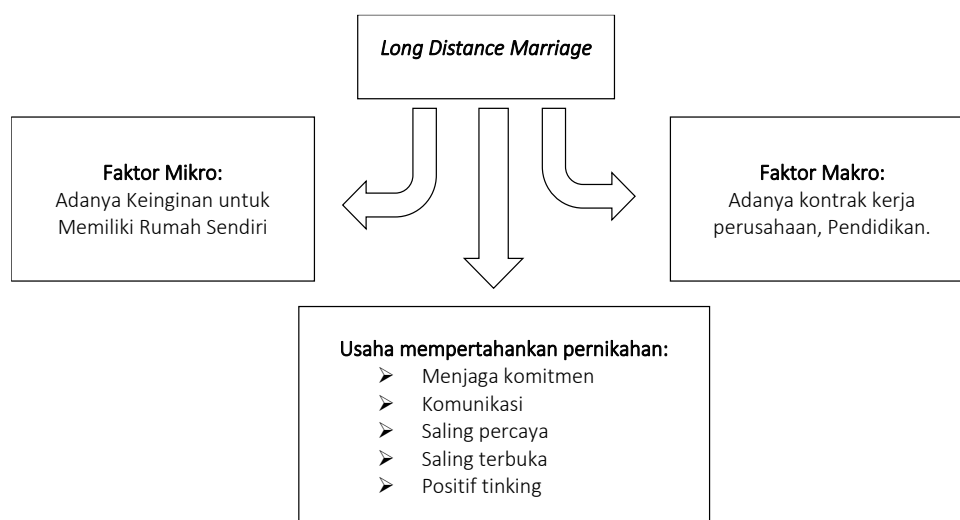 Long Distance Marriage
Faktor Mikro:
Adanya Keinginan untuk
Memiliki Rumah Sendiri
Faktor Makro:
Adanya kontrak kerja
perusahaan, Pendidikan.
Usaha mempertahankan pernikahan:
➢ Menjaga komitmen
➢ Komunikasi
➢ Saling percaya
➢ Saling terbuka
➢ Positif tinking